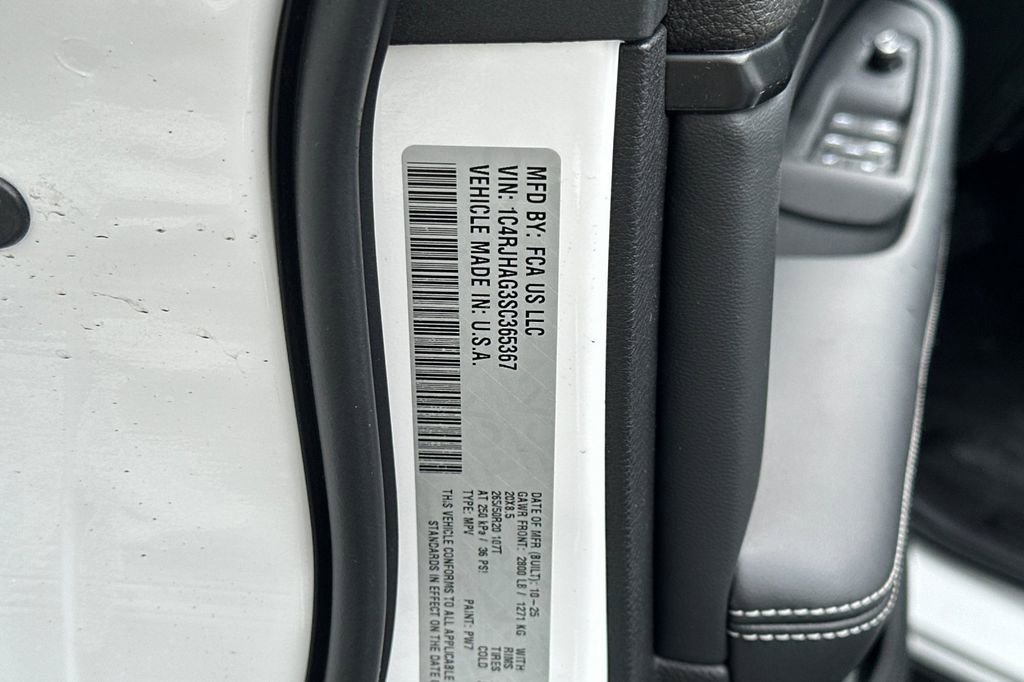 MFD BY: FCA US LLC
VIN: 1C4RJHAG3SC365367
VEHICLE MADE IN: U.S.A.
DATE OF MFR (BUILT): 10-25
GAWR FRONT: 2800 LB / 1271 KG WITH
20X8.5 RIMS
265/50R20 107T TIRES
AT 250 kPa / 36 PSI COLD
TYPE: MPV PAINT: PW7
THIS VEHICLE CONFORMS TO ALL APPLICABLE
STANDARDS IN EFFECT ON THE DATE